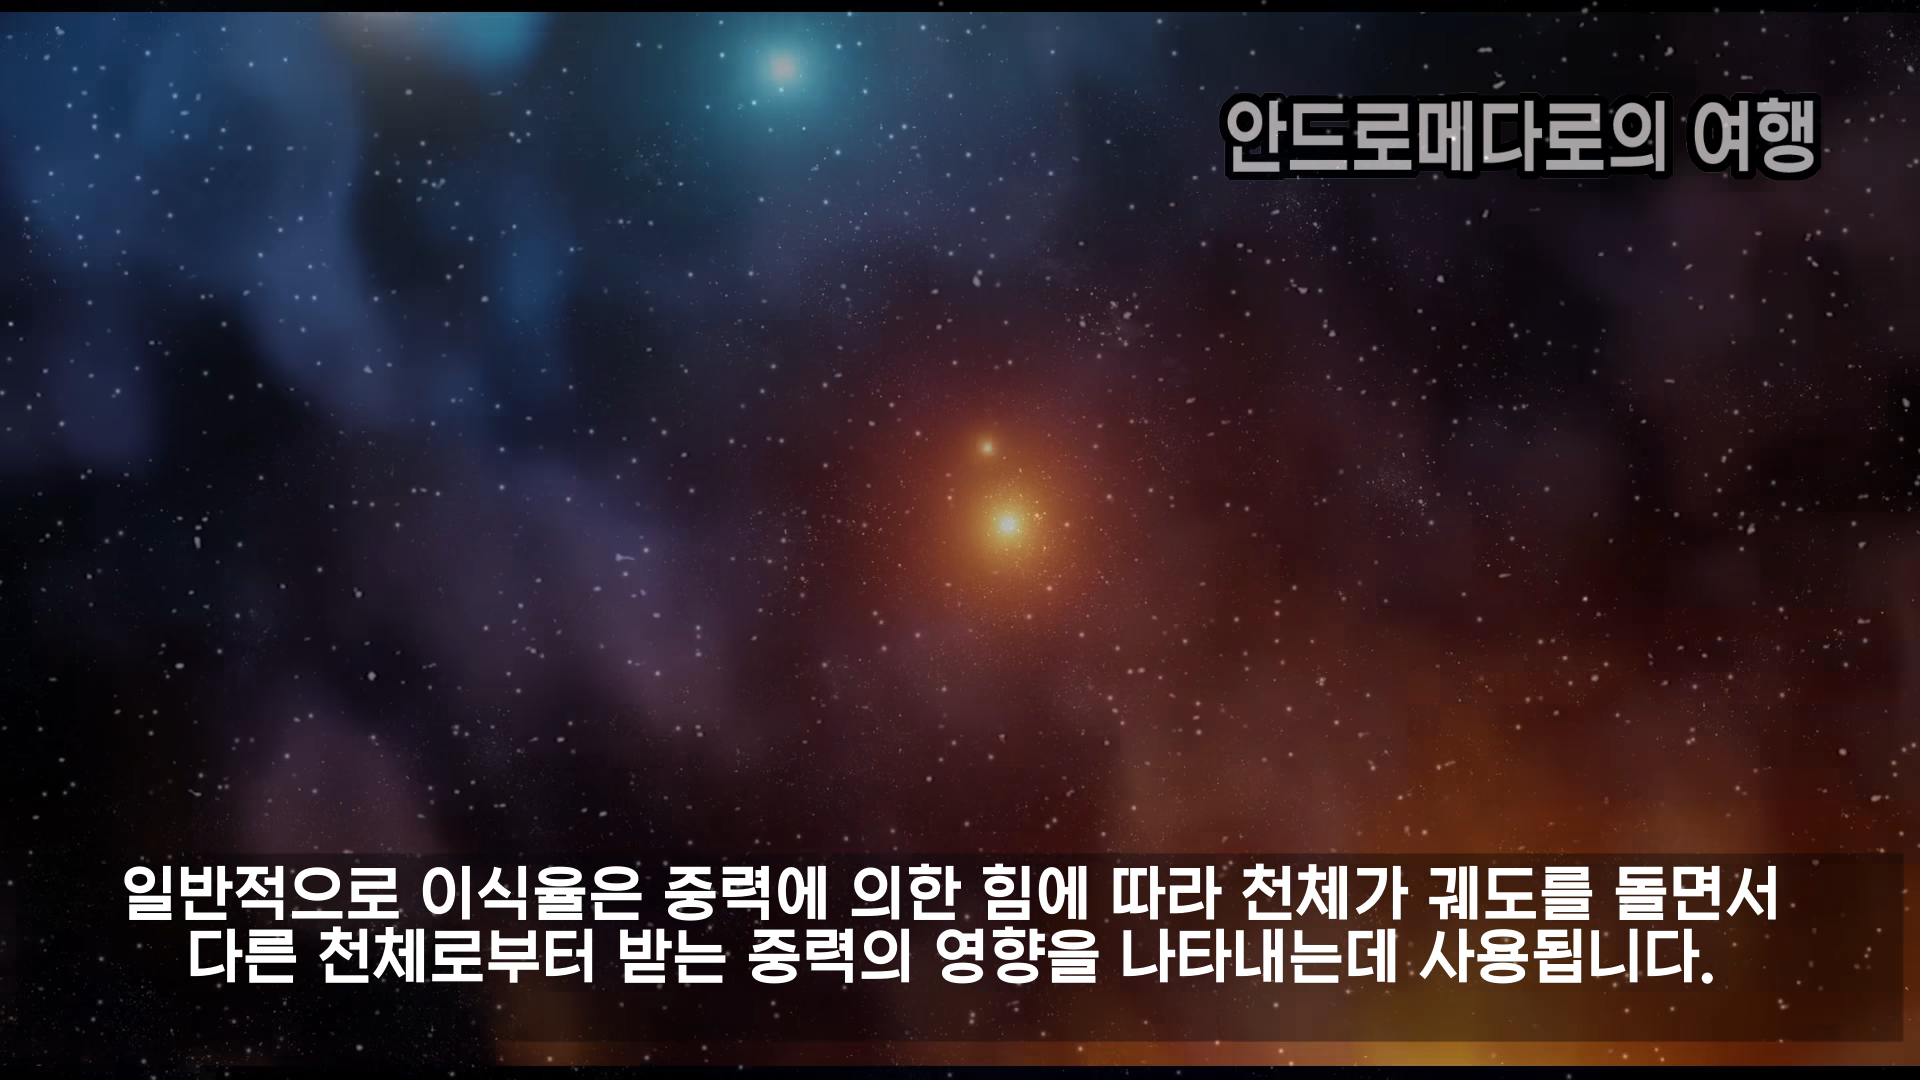 안드로메다로의 여행
일반적으로 이식율은 중력에 의한 힘에 따라 천체가 궤도를 돌면서
다른 천체로부터 받는 중력의 영향을 나타내는데 사용됩니다.